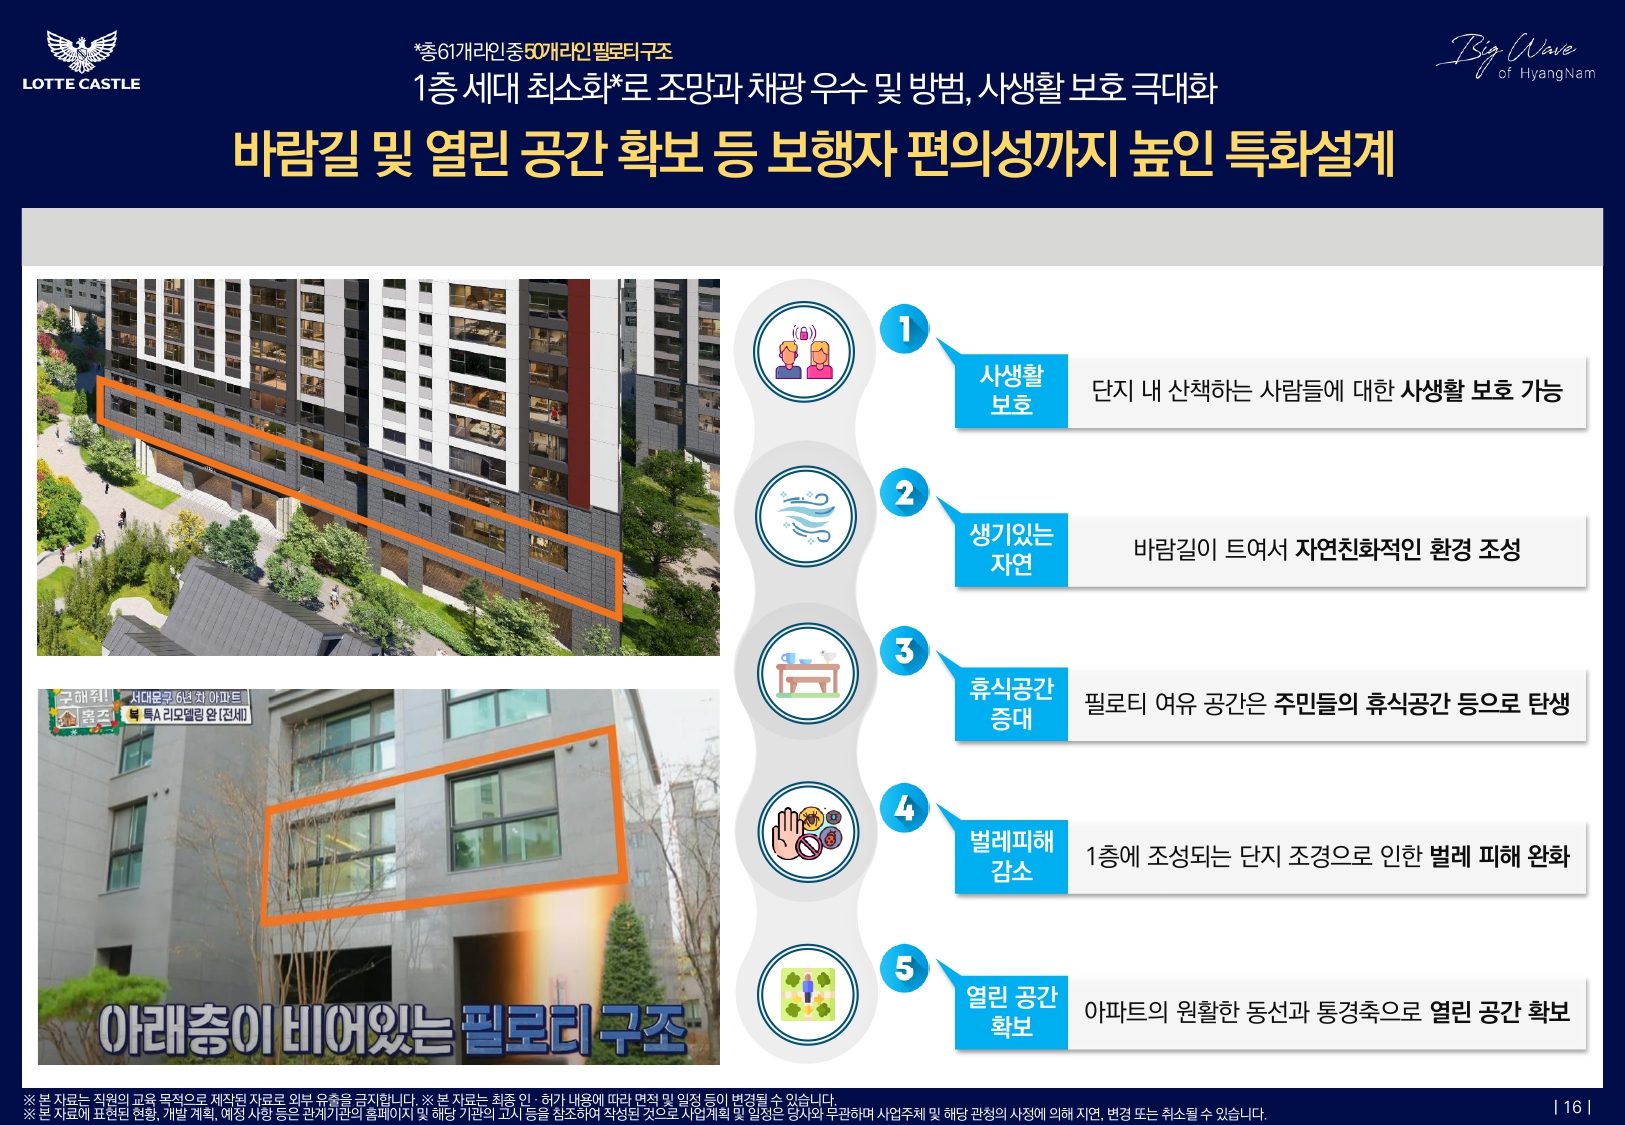 LOTTE CASTLE
*총 61개 라인 중 50개 라인 필로티 구조
1층 세대 최소화*로 조망과 채광 우수 및 방범, 사생활 보호 극대화
바람길 및 열린 공간 확보 등 보행자 편의성까지 높인 특화설계
Big Wave
of HyangNam
구해줘!
홈즈
서대문구 6년 차 아파트
복 특A 리모델링 완 [전세]
아래층이 비어있는 필로티 구조
1
사생활
보호
단지 내 산책하는 사람들에 대한 사생활 보호 가능
2
생기있는
자연
바람길이 트여서 자연친화적인 환경 조성
3
휴식공간
증대
필로티 여유 공간은 주민들의 휴식공간 등으로 탄생
4
벌레피해
감소
1층에 조성되는 단지 조경으로 인한 벌레 피해 완화
5
열린 공간
확보
아파트의 원활한 동선과 통경축으로 열린 공간 확보
※ 본 자료는 직원의 교육 목적으로 제작된 자료로 외부 유출을 금지합니다. ※ 본 자료는 최종 인·허가 내용에 따라 면적 및 일정 등이 변경될 수 있습니다.
※ 본 자료에 표현된 현황, 개발 계획, 예정 사항 등은 관계기관의 홈페이지 및 해당 기관의 고시 등을 참조하여 작성된 것으로 사업계획 및 일정은 당사와 무관하며 사업주체 및 해당 관청의 사정에 의해 지연, 변경 또는 취소될 수 있습니다.
| 16 |